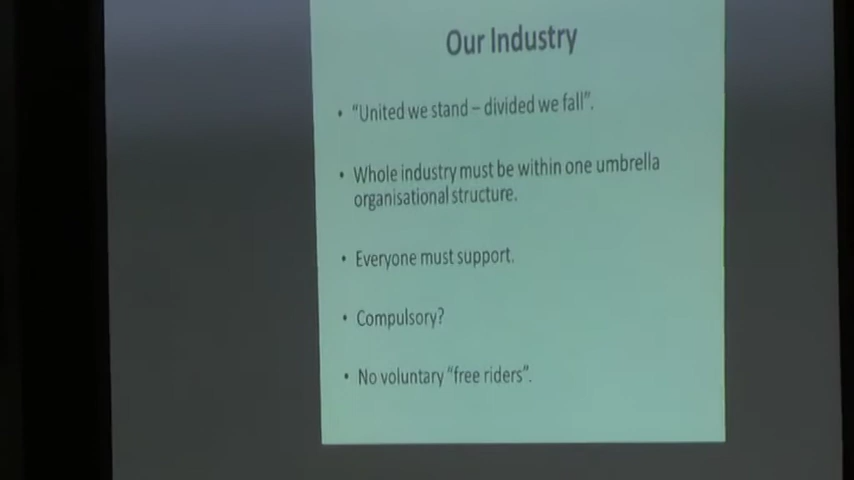 Our Industry
• "United we stand – divided we fall".
• Whole industry must be within one umbrella
organisational structure.
• Everyone must support.
• Compulsory?
• No voluntary "free riders".